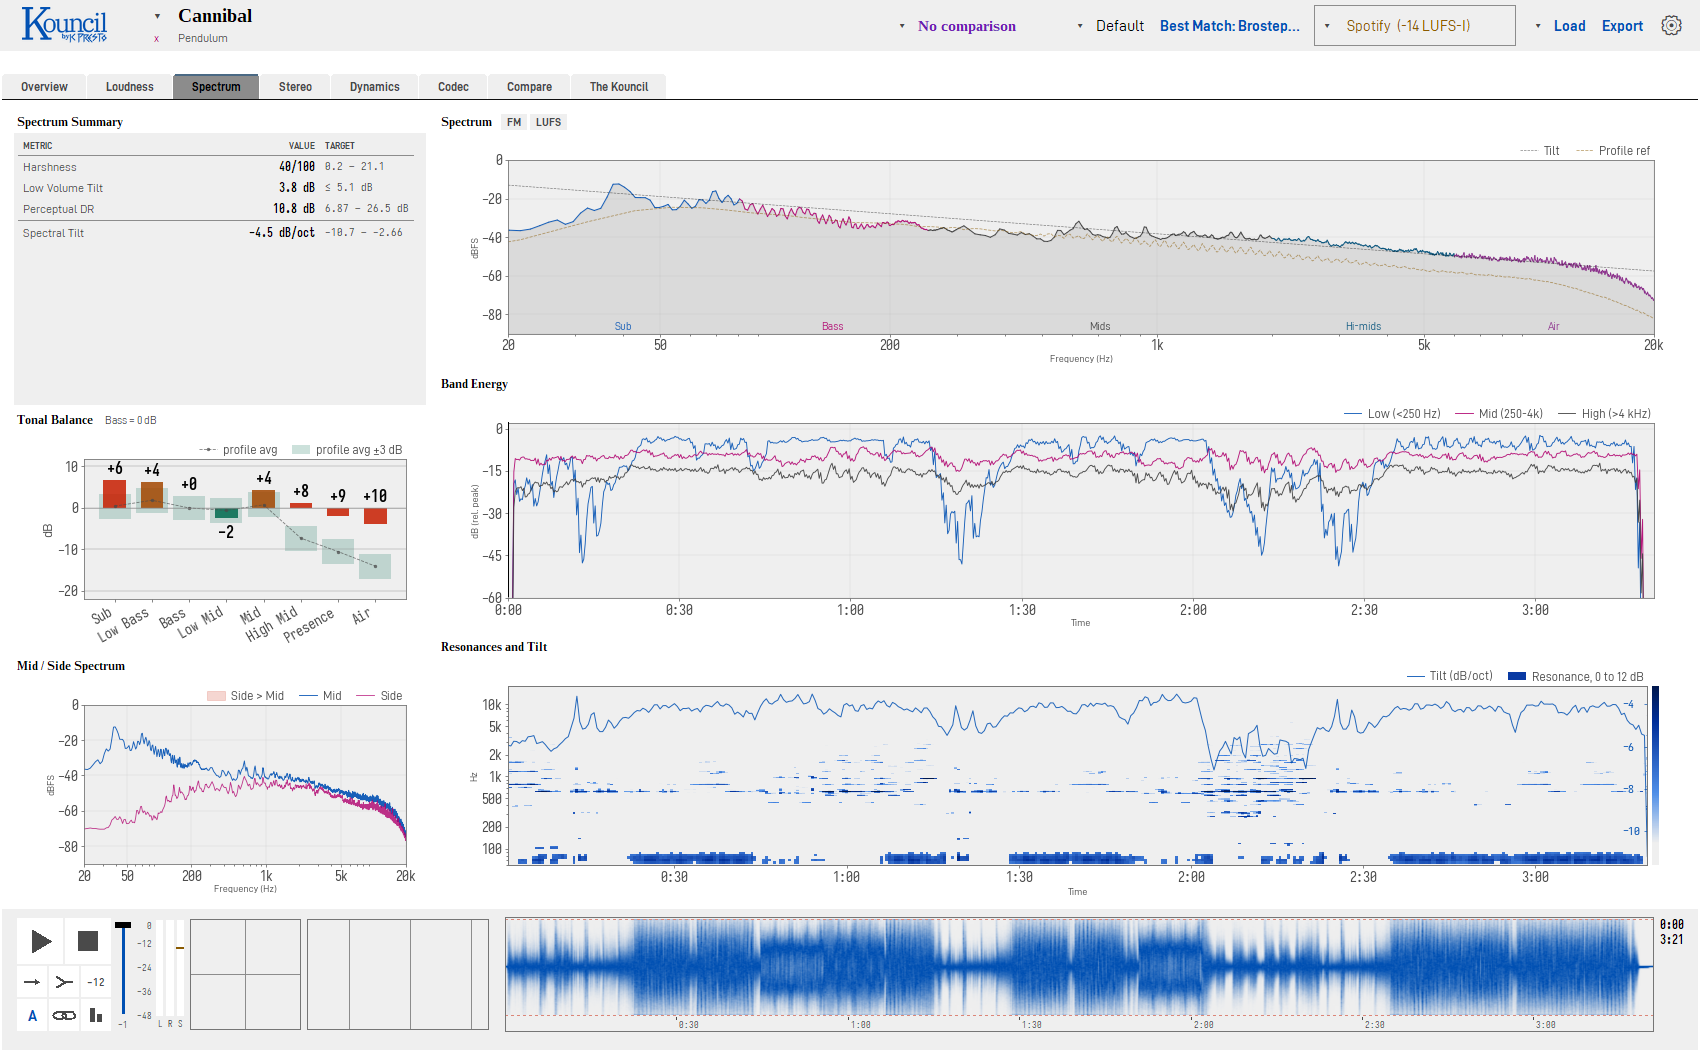 Kouncil
by K PRESTO
▾ Cannibal
x Pendulum
▾ No comparison ▾ Default Best Match: Brostep... ▾ Spotify (-14 LUFS-I) ▾ Load Export
Overview Loudness Spectrum Stereo Dynamics Codec Compare The Kouncil
Spectrum Summary
METRIC VALUE TARGET
Harshness 40/100 0.2 – 21.1
Low Volume Tilt 3.8 dB ≤ 5.1 dB
Perceptual DR 10.8 dB 6.87 – 26.5 dB
Spectral Tilt -4.5 dB/oct -10.7 – -2.66
Spectrum FM LUFS
Tilt Profile ref
0
-20
-40
-60
-80
dBFS
Sub Bass Mids Hi-mids Air
20 50 200 1k 5k 20k
Frequency (Hz)
Band Energy
Low (<250 Hz) Mid (250-4k) High (>4 kHz)
0
-15
-30
-45
-60
dB (rel. peak)
0:00 0:30 1:00 1:30 2:00 2:30 3:00
Time
Tonal Balance Bass = 0 dB
profile avg profile avg ±3 dB
10
0
-10
-20
dB
+6 +4 +0 -2 +4 +8 +9 +10
Sub Low Bass Bass Low Mid Mid High Mid Presence Air
Mid / Side Spectrum
Side > Mid Mid Side
0
-20
-40
-60
-80
dBFS
20 50 200 1k 5k 20k
Frequency (Hz)
Resonances and Tilt
Tilt (dB/oct) Resonance, 0 to 12 dB
10k
5k
2k
1k
500
200
100
Hz
-4
-6
-8
-10
0:30 1:00 1:30 2:00 2:30 3:00
Time
-12
A
0
-12
-24
-36
-48
-1
L R S
0:30 1:00 1:30 2:00 2:30 3:00
0:00
3:21